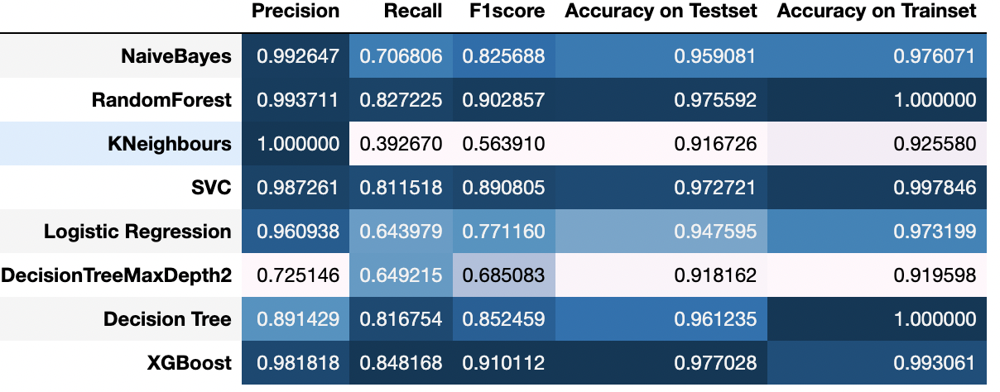 Precision Recall F1score Accuracy on Testset Accuracy on Trainset
NaiveBayes 0.992647 0.706806 0.825688 0.959081 0.976071
RandomForest 0.993711 0.827225 0.902857 0.975592 1.000000
KNeighbours 1.000000 0.392670 0.563910 0.916726 0.925580
SVC 0.987261 0.811518 0.890805 0.972721 0.997846
Logistic Regression 0.960938 0.643979 0.771160 0.947595 0.973199
DecisionTreeMaxDepth2 0.725146 0.649215 0.685083 0.918162 0.919598
Decision Tree 0.891429 0.816754 0.852459 0.961235 1.000000
XGBoost 0.981818 0.848168 0.910112 0.977028 0.993061